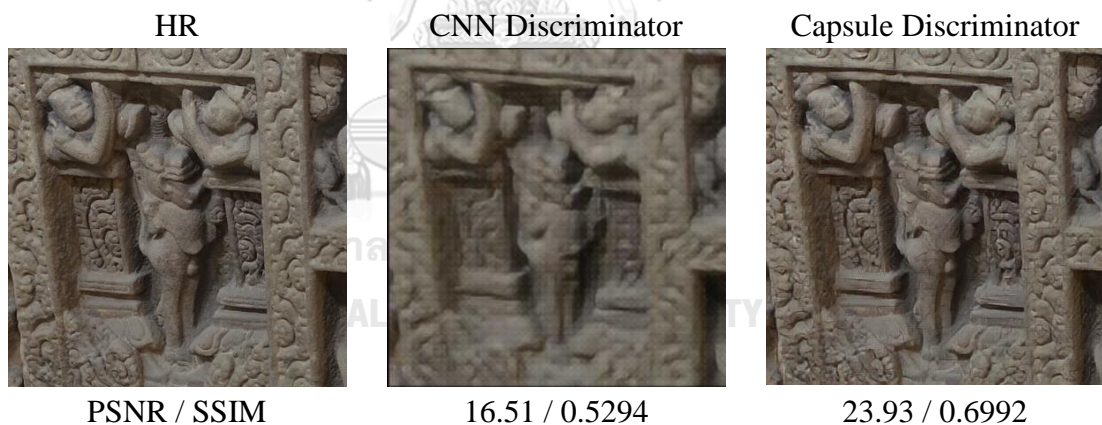 HR
CNN Discriminator
Capsule Discriminator
PSNR / SSIM
16.51 / 0.5294
23.93 / 0.6992